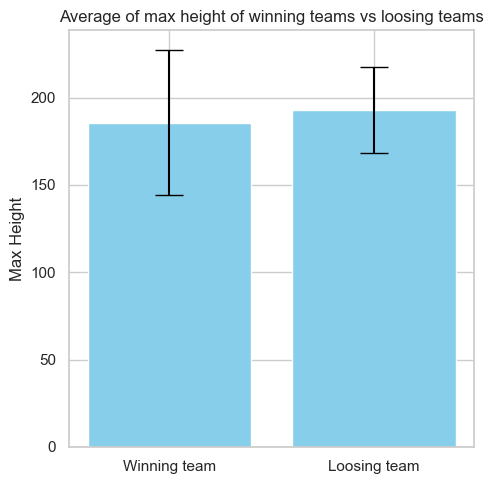 Average of max height of winning teams vs loosing teams
Max Height
200
150
100
50
0
Winning team
Loosing team